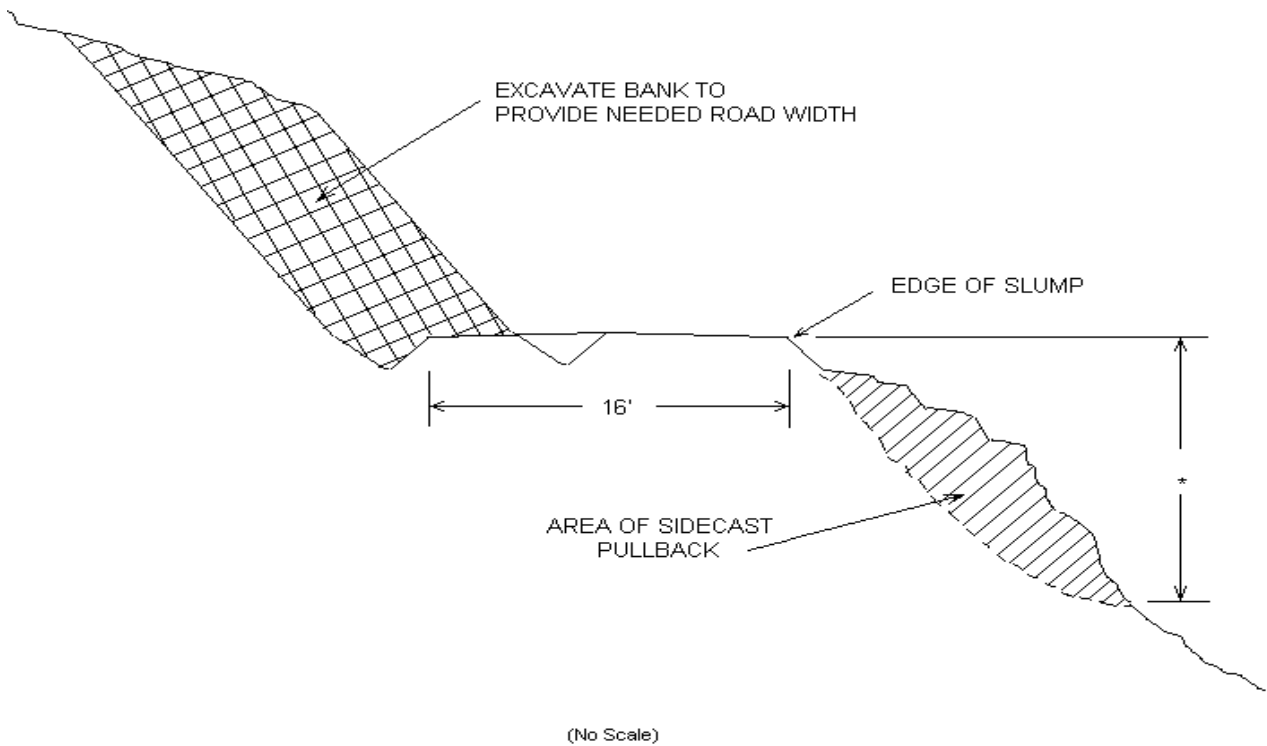 EXCAVATE BANK TO
PROVIDE NEEDED ROAD WIDTH
EDGE OF SLUMP
16'
*
AREA OF SIDECAST
PULLBACK
(No Scale)